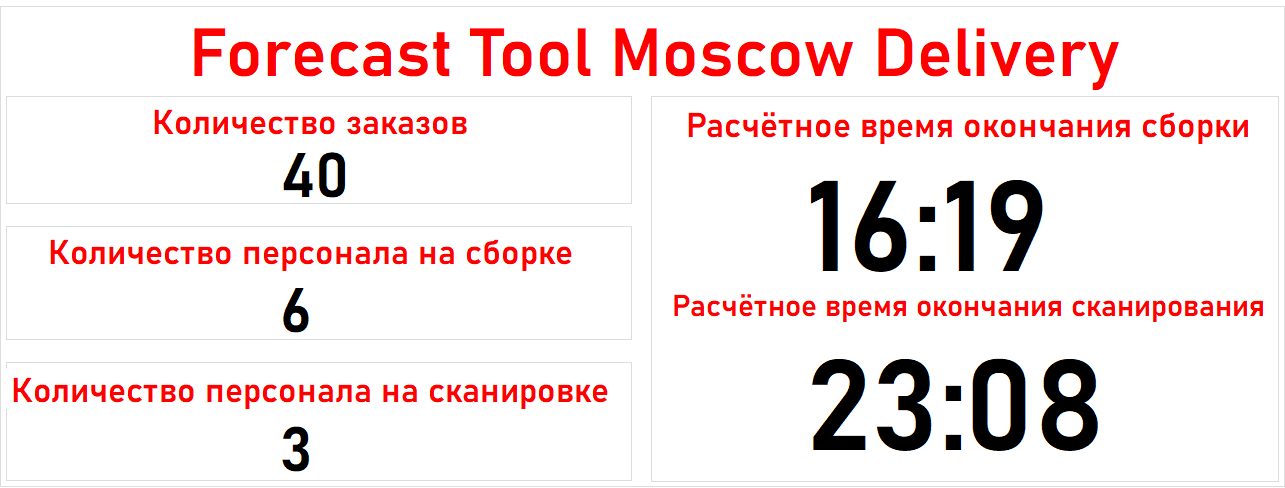 Forecast Tool Moscow Delivery
Количество заказов
40
Количество персонала на сборке
6
Количество персонала на сканировке
3
Расчётное время окончания сборки
16:19
Расчётное время окончания сканирования
23:08